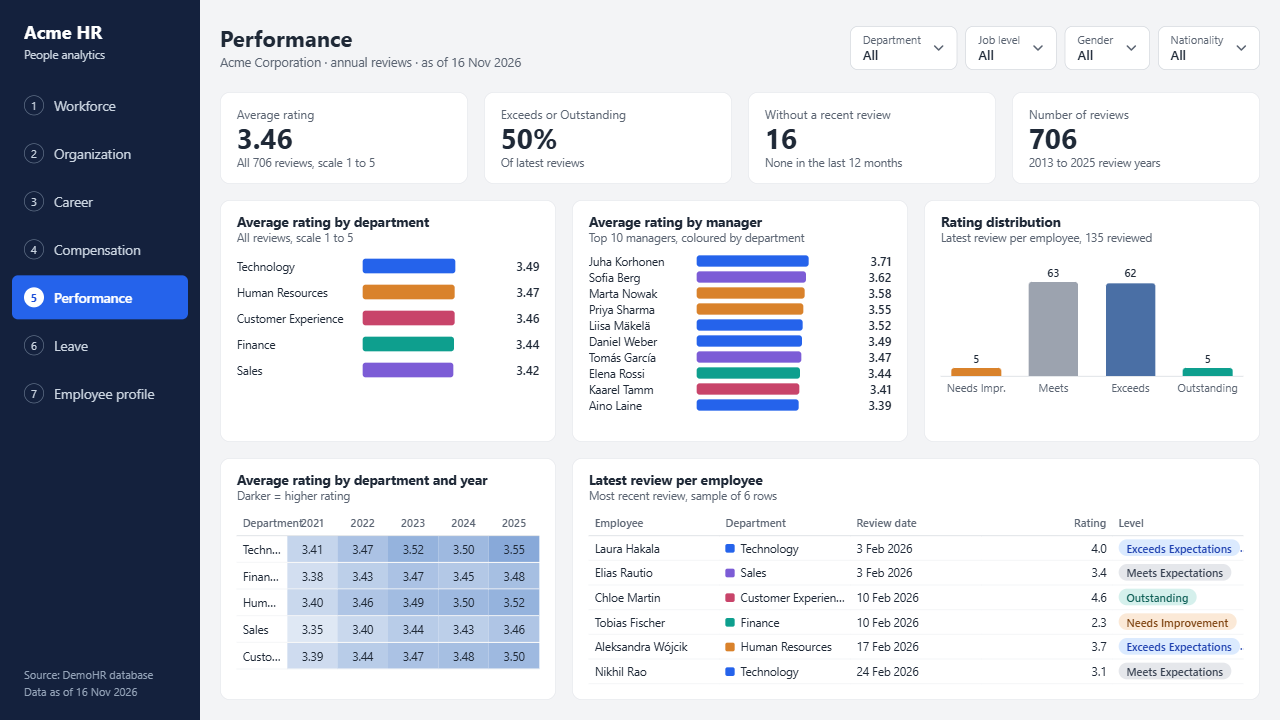 Acme HR
People analytics
1 Workforce
2 Organization
3 Career
4 Compensation
5 Performance
6 Leave
7 Employee profile
Source: DemoHR database
Data as of 16 Nov 2026
Performance
Acme Corporation · annual reviews · as of 16 Nov 2026
Department
All
Job level
All
Gender
All
Nationality
All
Average rating
3.46
All 706 reviews, scale 1 to 5
Exceeds or Outstanding
50%
Of latest reviews
Without a recent review
16
None in the last 12 months
Number of reviews
706
2013 to 2025 review years
Average rating by department
All reviews, scale 1 to 5
Technology 3.49
Human Resources 3.47
Customer Experience 3.46
Finance 3.44
Sales 3.42
Average rating by manager
Top 10 managers, coloured by department
Juha Korhonen 3.71
Sofia Berg 3.62
Marta Nowak 3.58
Priya Sharma 3.55
Liisa Mäkelä 3.52
Daniel Weber 3.49
Tomás García 3.47
Elena Rossi 3.44
Kaarel Tamm 3.41
Aino Laine 3.39
Rating distribution
Latest review per employee, 135 reviewed
5 63 62 5
Needs Impr. Meets Exceeds Outstanding
Average rating by department and year
Darker = higher rating
Department 2021 2022 2023 2024 2025
Techn... 3.41 3.47 3.52 3.50 3.55
Finan... 3.38 3.43 3.47 3.45 3.48
Hum... 3.40 3.46 3.49 3.50 3.52
Sales 3.35 3.40 3.44 3.43 3.46
Custo... 3.39 3.44 3.47 3.48 3.50
Latest review per employee
Most recent review, sample of 6 rows
Employee Department Review date Rating Level
Laura Hakala Technology 3 Feb 2026 4.0 Exceeds Expectations
Elias Rautio Sales 3 Feb 2026 3.4 Meets Expectations
Chloe Martin Customer Experien... 10 Feb 2026 4.6 Outstanding
Tobias Fischer Finance 10 Feb 2026 2.3 Needs Improvement
Aleksandra Wójcik Human Resources 17 Feb 2026 3.7 Exceeds Expectations
Nikhil Rao Technology 24 Feb 2026 3.1 Meets Expectations